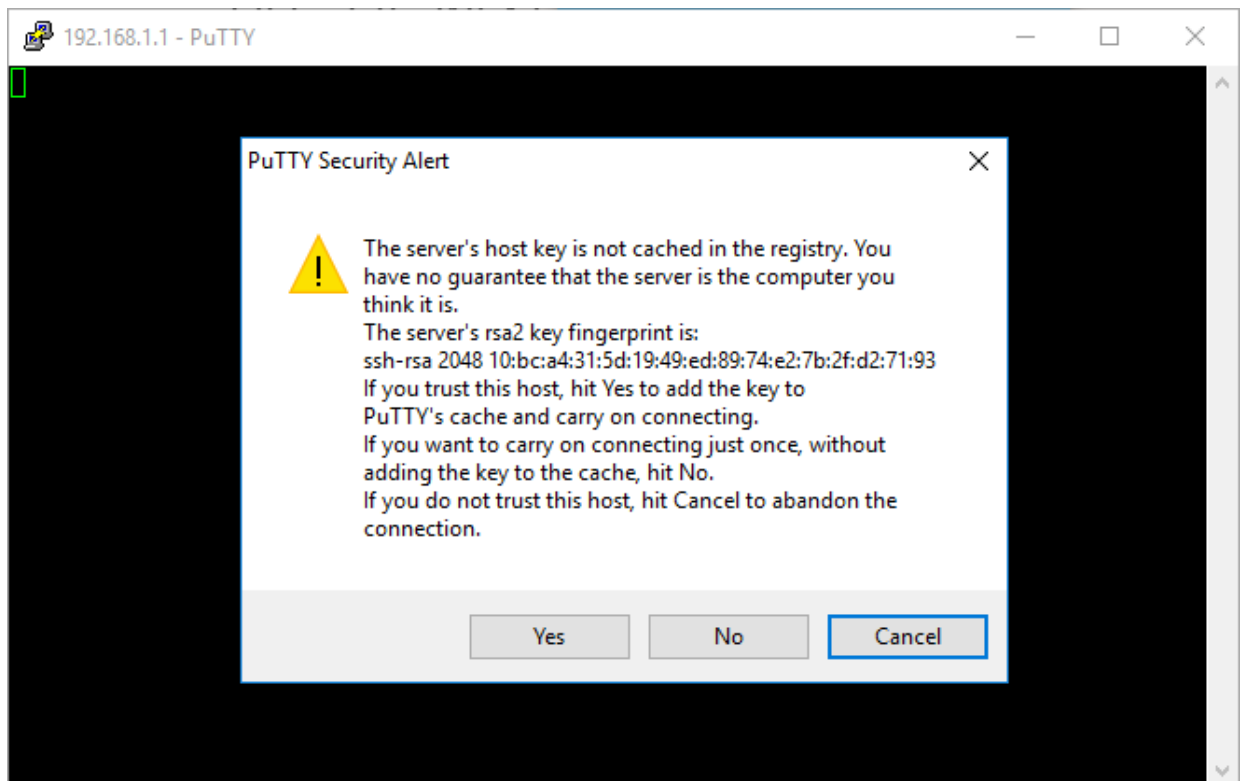 192.168.1.1 - PuTTY
PuTTY Security Alert
The server's host key is not cached in the registry. You
have no guarantee that the server is the computer you
think it is.
The server's rsa2 key fingerprint is:
ssh-rsa 2048 10:bc:a4:31:5d:19:49:ed:89:74:e2:7b:2f:d2:71:93
If you trust this host, hit Yes to add the key to
PuTTY's cache and carry on connecting.
If you want to carry on connecting just once, without
adding the key to the cache, hit No.
If you do not trust this host, hit Cancel to abandon the
connection.
Yes
No
Cancel